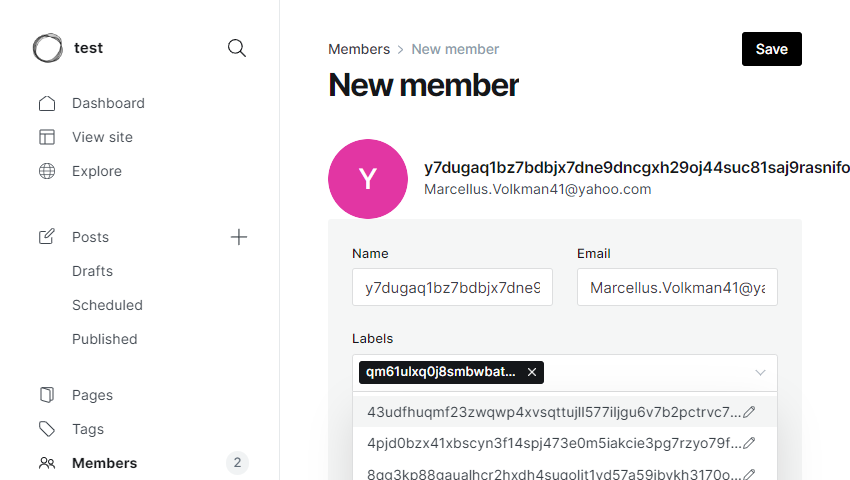 test
Dashboard
View site
Explore
Posts
Drafts
Scheduled
Published
Pages
Tags
Members 2
Members New member
Save
New member
Y
y7dugaq1bz7bdbjx7dne9dncgxh29oj44suc81saj9rasnifo
Marcellus.Volkman41@yahoo.com
Name
Email
y7dugaq1bz7bdbjx7dne9
Marcellus.Volkman41@ya
Labels
qm61ulxq0j8smbwbat...
43udfhuqmf23zwqwp4xvsqttujll577iljgu6v7b2pctrvc7...
4pjd0bzx41xbscyn3f14spj473e0m5iakcie3pg7rzyo79f...